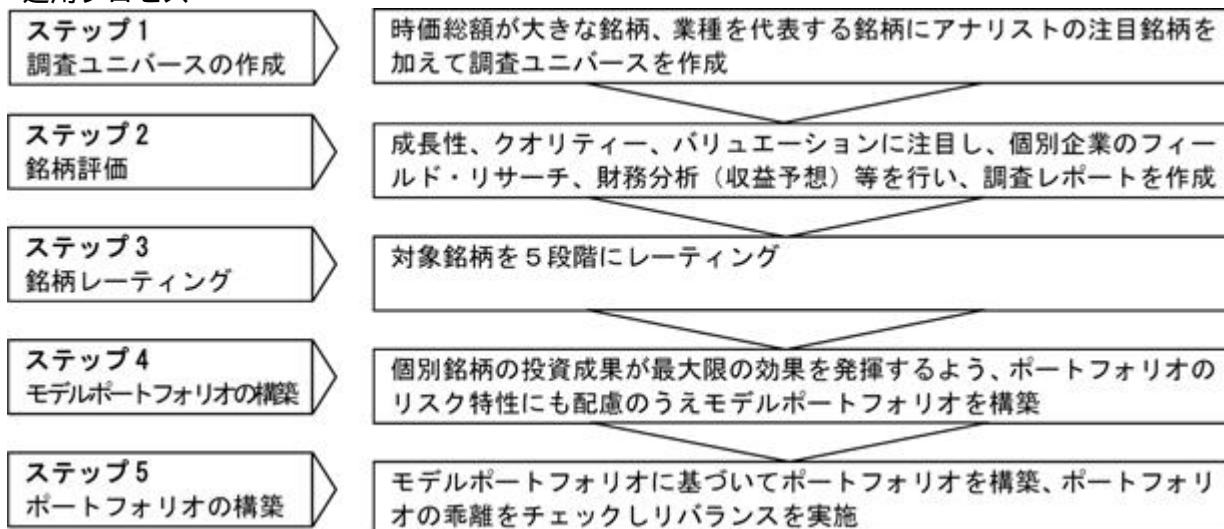 ステップ1
調査ユニバースの作成
時価総額が大きな銘柄、業種を代表する銘柄にアナリストの注目銘柄を
加えて調査ユニバースを作成
ステップ2
銘柄評価
成長性、クオリティー、バリュエーションに注目し、個別企業のフィー
ルド・リサーチ、財務分析（収益予想）等を行い、調査レポートを作成
ステップ3
銘柄レーティング
対象銘柄を５段階にレーティング
ステップ4
モデルポートフォリオの構築
個別銘柄の投資成果が最大限の効果を発揮するよう、ポートフォリオの
リスク特性にも配慮のうえモデルポートフォリオを構築
ステップ5
ポートフォリオの構築
モデルポートフォリオに基づいてポートフォリオを構築、ポートフォリ
オの乖離をチェックしリバランスを実施